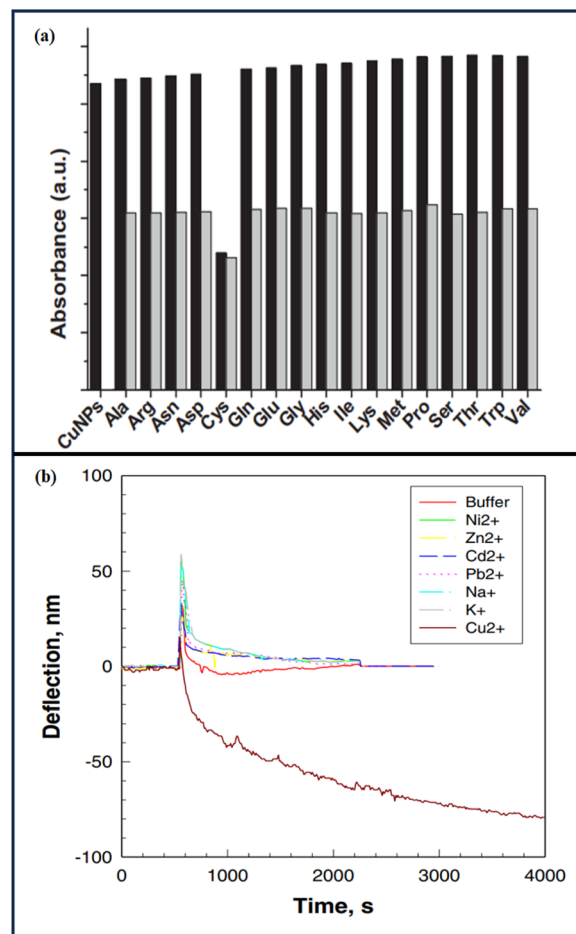 (a)
Absorbance (a.u.)
CuNPs Ala Arg Asn Asp Cys Gln Glu Gly His Ile Lys Met Pro Ser Thr Trp Val
(b)
100
50
0
-50
-100
Deflection, nm
Buffer
Ni2+
Zn2+
Cd2+
Pb2+
Na+
K+
Cu2+
0 1000 2000 3000 4000
Time, s